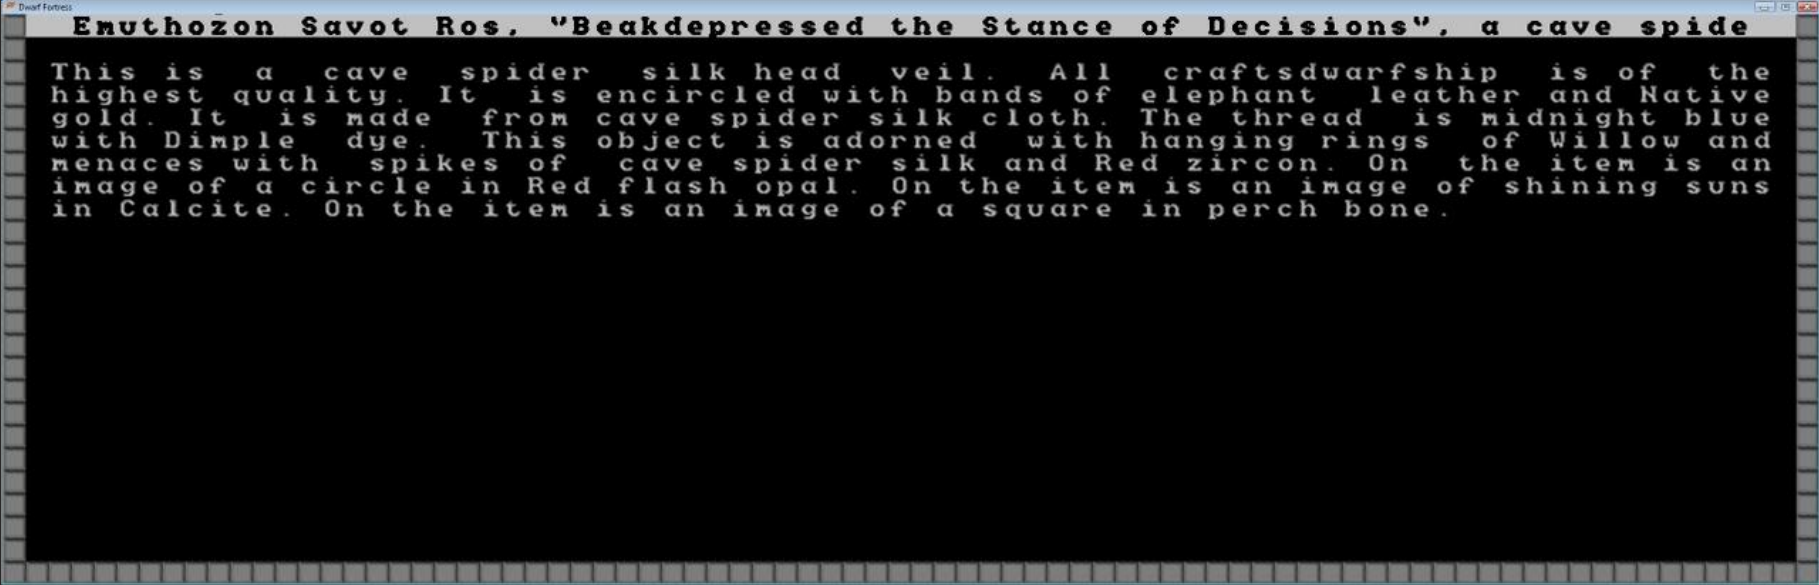 Dwarf Fortress
Emuthozon Savot Ros, "Beakdepressed the Stance of Decisions", a cave spide
This is a cave spider silk head veil. All craftsdwarfship is of the
highest quality. It is encircled with bands of elephant leather and Native
gold. It is made from cave spider silk cloth. The thread is midnight blue
with Dimple dye. This object is adorned with hanging rings of Willow and
menaces with spikes of cave spider silk and Red zircon. On the item is an
image of a circle in Red flash opal. On the item is an image of shining suns
in Calcite. On the item is an image of a square in perch bone.